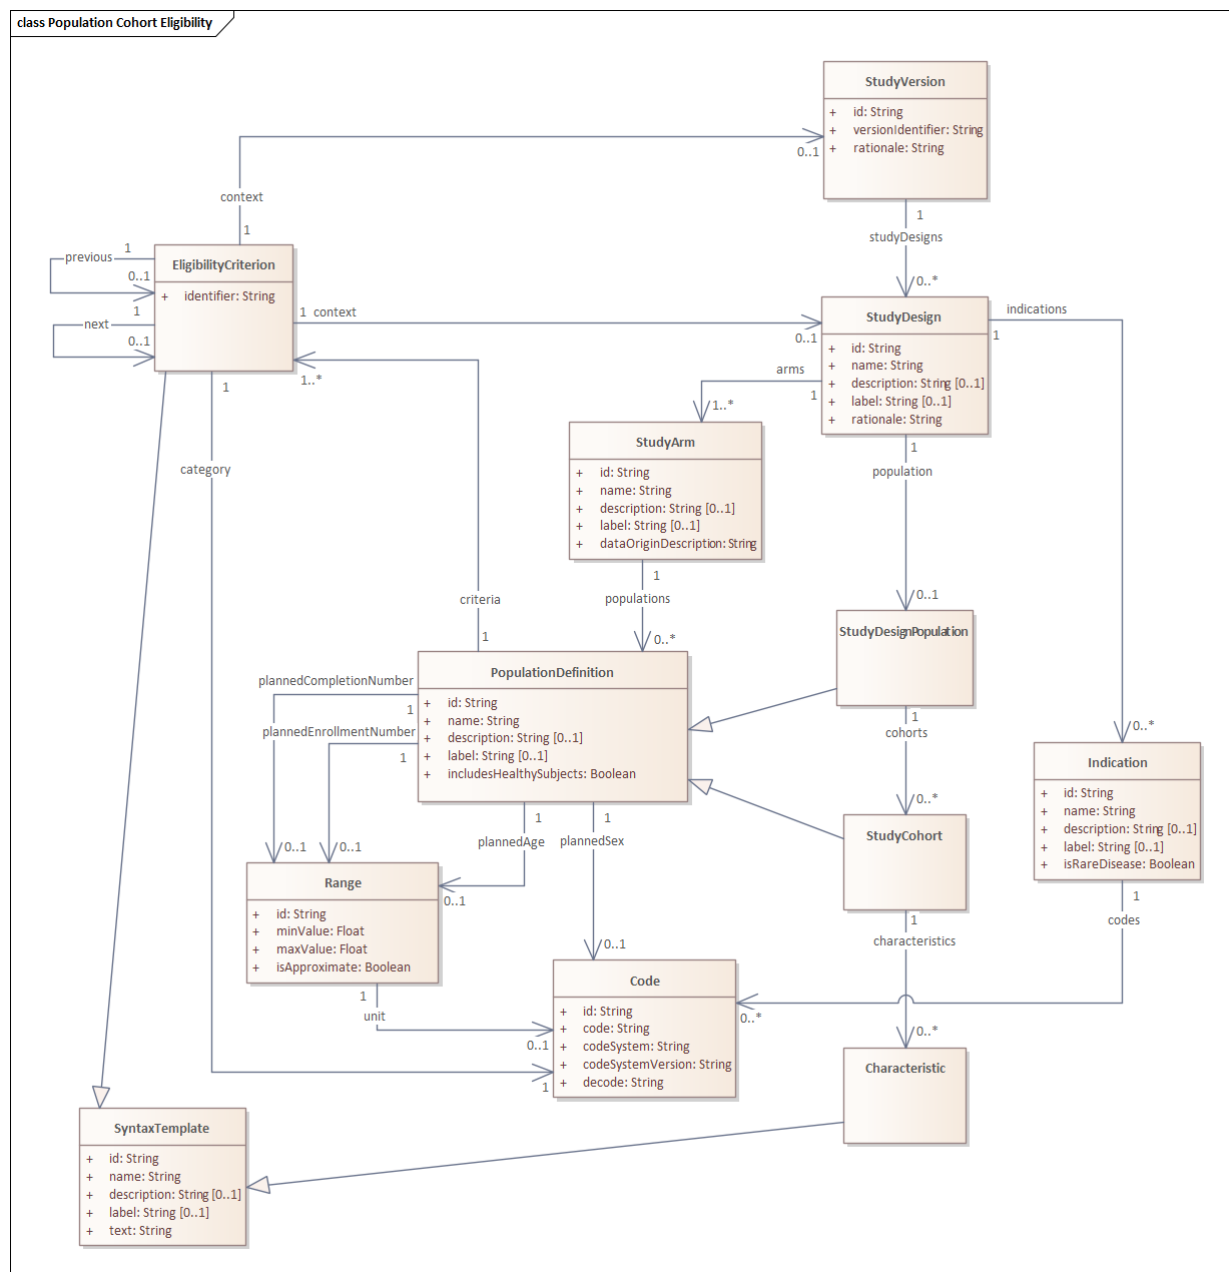 class Population Cohort Eligibility
StudyVersion
+ id: String
+ versionIdentifier: String
+ rationale: String
0..1
context
1
1
studyDesigns
0..*
EligibilityCriterion
+ identifier: String
previous
1
0..1
1
next
0..1
1 context
0..1
StudyDesign
+ id: String
+ name: String
+ description: String [0..1]
+ label: String [0..1]
+ rationale: String
indications
1
arms
1
1..*
1..*
1
category
StudyArm
+ id: String
+ name: String
+ description: String [0..1]
+ label: String [0..1]
+ dataOriginDescription: String
1
population
0..1
1
populations
0..*
criteria
1
StudyDesignPopulation
PopulationDefinition
+ id: String
+ name: String
+ description: String [0..1]
+ label: String [0..1]
+ includesHealthySubjects: Boolean
plannedCompletionNumber
1
plannedEnrollmentNumber
1
0..1
0..1
1
cohorts
0..*
0..*
Indication
+ id: String
+ name: String
+ description: String [0..1]
+ label: String [0..1]
+ isRareDisease: Boolean
1
plannedAge
0..1
1
plannedSex
0..1
StudyCohort
Range
+ id: String
+ minValue: Float
+ maxValue: Float
+ isApproximate: Boolean
1
unit
0..1
1
characteristics
0..*
1
codes
0..*
Code
+ id: String
+ code: String
+ codeSystem: String
+ codeSystemVersion: String
+ decode: String
1
Characteristic
SyntaxTemplate
+ id: String
+ name: String
+ description: String [0..1]
+ label: String [0..1]
+ text: String